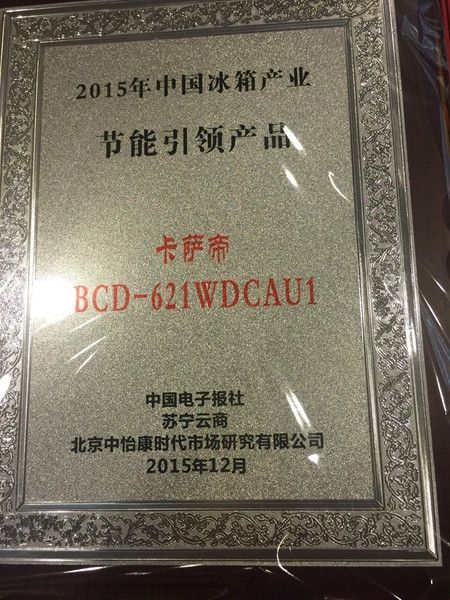 2015年中国冰箱产业
节能引领产品
卡萨帝
BCD-621WDCAU1
中国电子报社
苏宁云商
北京中怡康时代市场研究有限公司
2015年12月